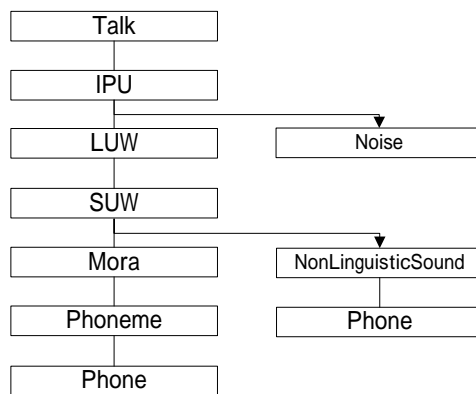 Talk
IPU
LUW
Noise
SUW
Mora
NonLinguisticSound
Phoneme
Phone
Phone